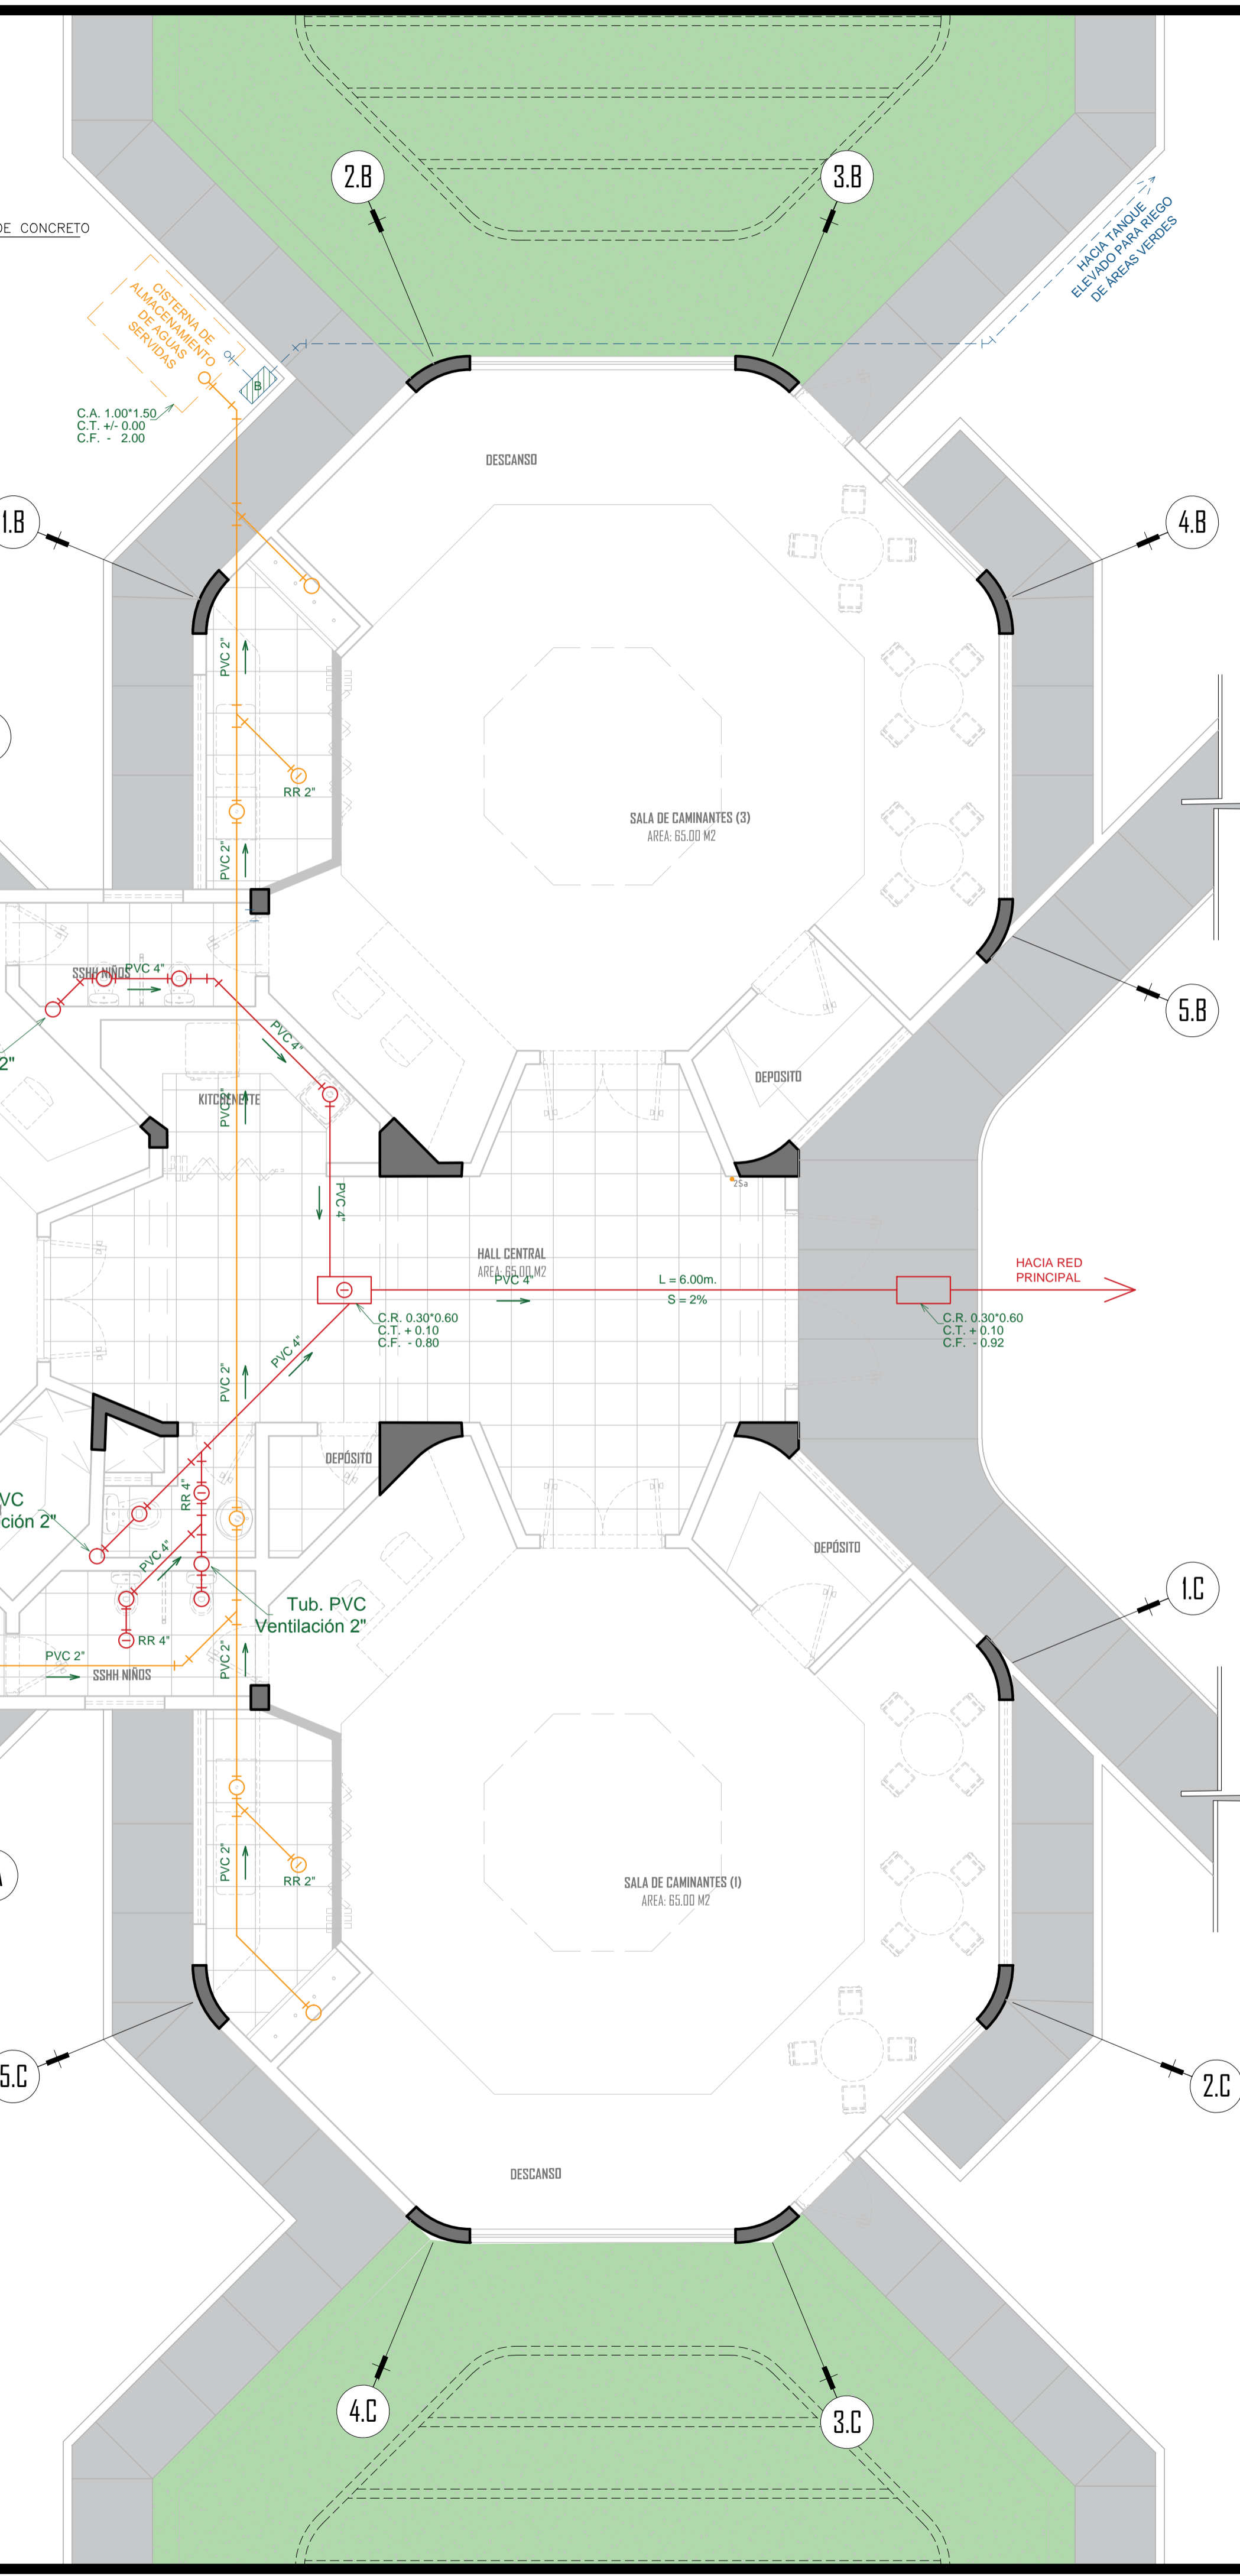 2.B
3.B
DE CONCRETO
HACIA TANQUE
ELEVADO PARA RIEGO
DE ÁREAS VERDES
CISTERNA DE
ALMACENAMIENTO
DE AGUAS
SERVIDAS
B
C.A. 1.00*1.50
C.T. +/- 0.00
C.F. - 2.00
DESCANSO
1.B
4.B
PVC 2"
RR 2"
SALA DE CAMINANTES (3)
AREA: 65.00 M2
PVC 2"
SSHH NIÑOS
PVC 4"
5.B
2"
PVC 4"
DEPOSITO
KITCHENETTE
PVC 2"
2Sa
PVC 4"
HALL CENTRAL
AREA: 65.00 M2
PVC 4"
L = 6.00m.
S = 2%
HACIA RED
PRINCIPAL
C.R. 0.30*0.60
C.T. + 0.10
C.F. - 0.80
C.R. 0.30*0.60
C.T. + 0.10
C.F. - 0.92
PVC 4"
PVC 2"
DEPÓSITO
RR 4"
VC
ción 2"
PVC 4"
DEPÓSITO
Tub. PVC
Ventilación 2"
1.C
RR 4"
PVC 2"
SSHH NIÑOS
PVC 2"
PVC 2"
RR 2"
SALA DE CAMINANTES (1)
AREA: 65.00 M2
5.C
2.C
DESCANSO
4.C
3.C